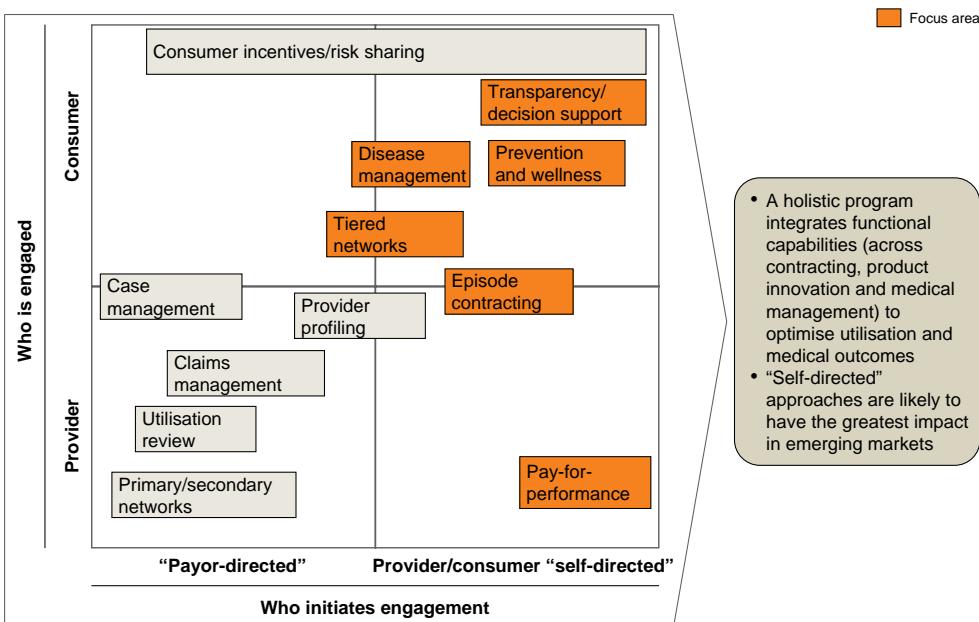 Focus area
Consumer incentives/risk sharing
Transparency/
decision support
Disease
management
Prevention
and wellness
Tiered
networks
Case
management
Episode
contracting
Provider
profiling
Claims
management
Utilisation
review
Primary/secondary
networks
Pay-for-
performance
Who is engaged
Consumer
Provider
“Payor-directed”
Provider/consumer “self-directed”
Who initiates engagement
• A holistic program
integrates functional
capabilities (across
contracting, product
innovation and medical
management) to
optimise utilisation and
medical outcomes
• “Self-directed”
approaches are likely to
have the greatest impact
in emerging markets